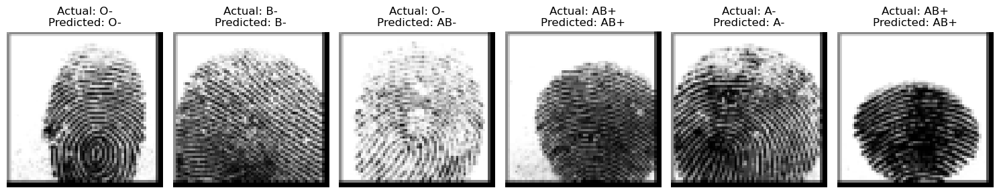 Actual: O-
Predicted: O-
Actual: B-
Predicted: B-
Actual: O-
Predicted: AB-
Actual: AB+
Predicted: AB+
Actual: A-
Predicted: A-
Actual: AB+
Predicted: AB+